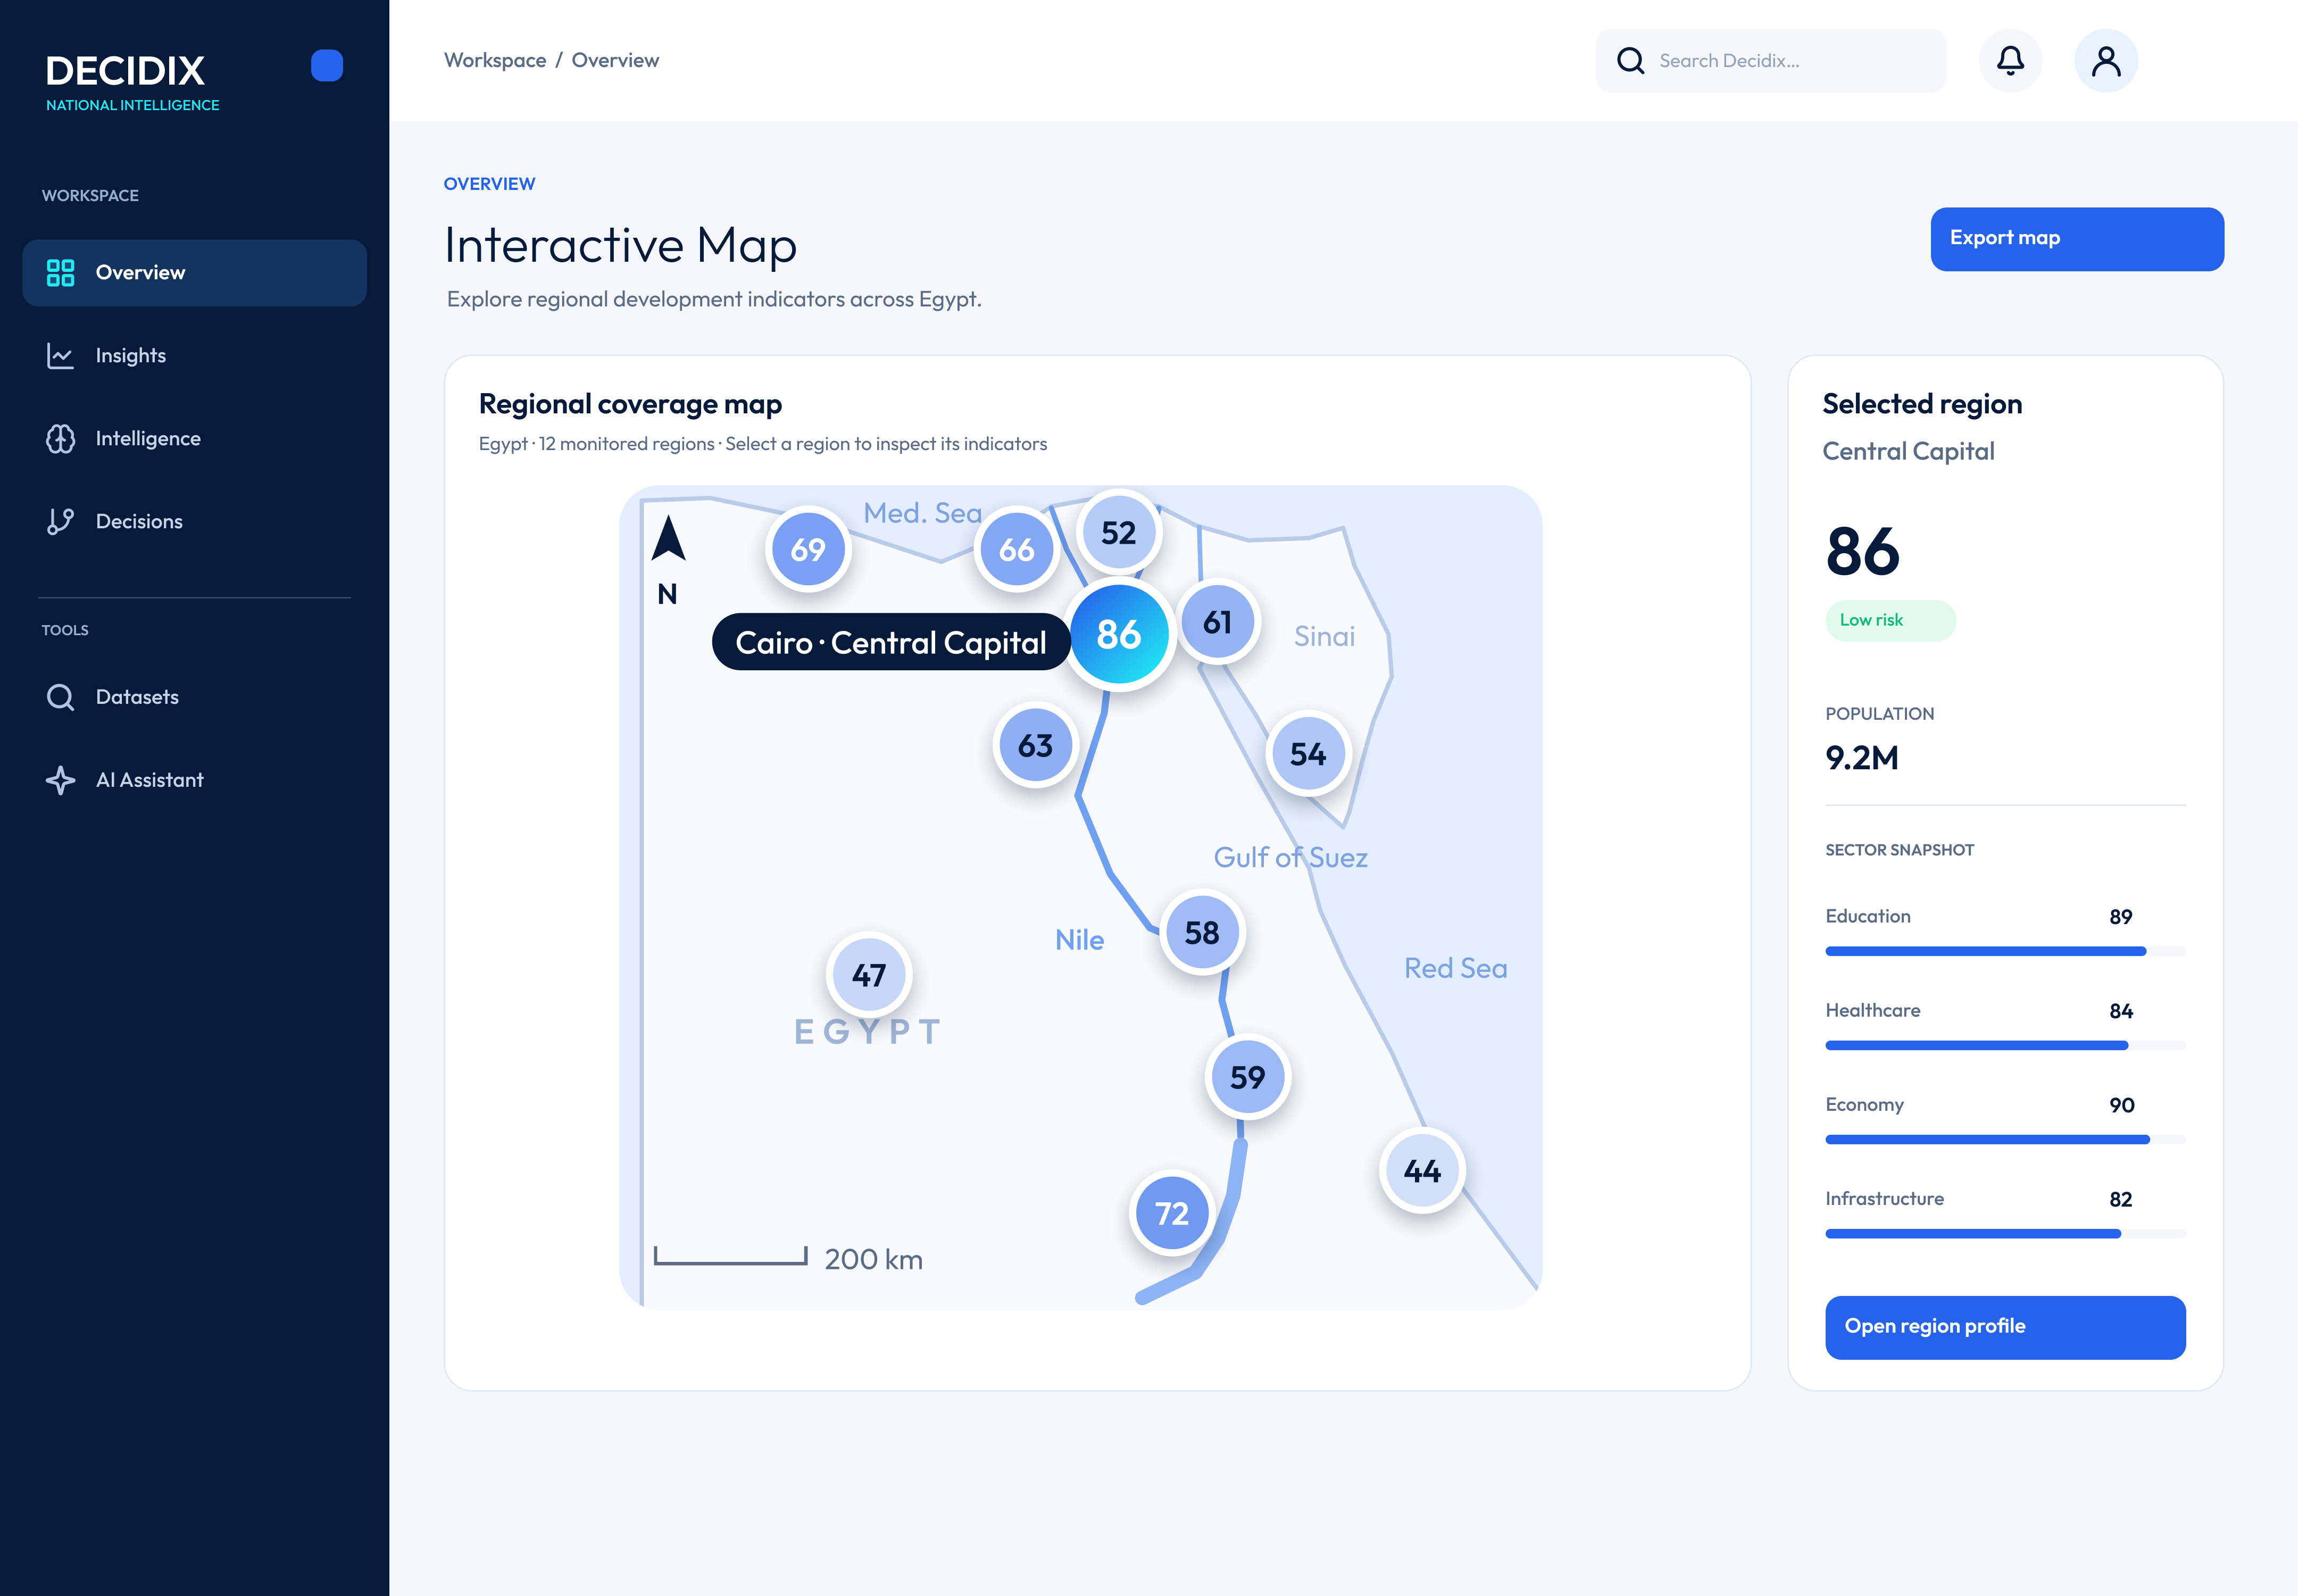 DECIDIX
NATIONAL INTELLIGENCE
WORKSPACE
Overview
Insights
Intelligence
Decisions
TOOLS
Datasets
AI Assistant
Workspace / Overview
Search Decidix...
OVERVIEW
Interactive Map
Explore regional development indicators across Egypt.
Export map
Regional coverage map
Egypt · 12 monitored regions · Select a region to inspect its indicators
Med. Sea
52
69
66
N
61
86
Cairo · Central Capital
Sinai
63
54
Gulf of Suez
58
Nile
Red Sea
47
EGYPT
59
44
72
200 km
Selected region
Central Capital
86
Low risk
POPULATION
9.2M
SECTOR SNAPSHOT
Education 89
Healthcare 84
Economy 90
Infrastructure 82
Open region profile